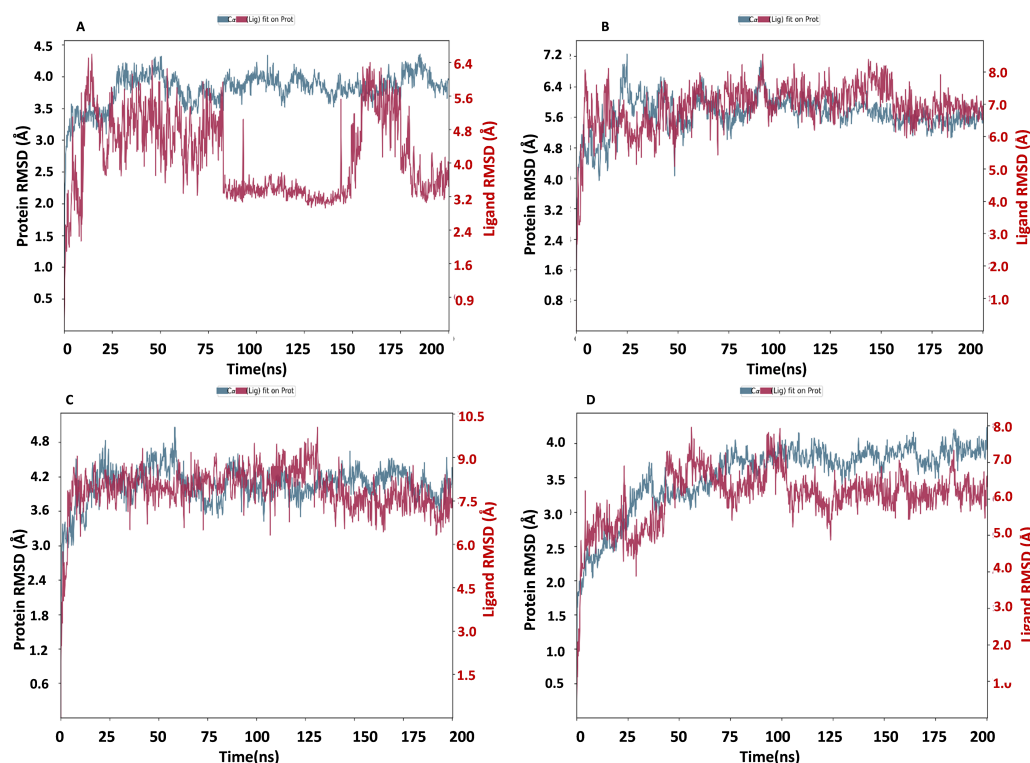 A
Cα (Lig) fit on Prot
4.5
4.0
3.5
3.0
2.5
2.0
1.5
1.0
0.5
Protein RMSD (Å)
6.4
5.6
4.8
4.0
3.2
2.4
1.6
0.9
Ligand RMSD (Å)
0 25 50 75 100 125 150 175 200
Time(ns)
B
Cα (Lig) fit on Prot
7.2
6.4
5.6
4.8
4.0
3.2
2.4
1.6
0.8
Protein RMSD (Å)
8.0
7.0
6.0
5.0
4.0
3.0
2.0
1.0
Ligand RMSD (Å)
0 25 50 75 100 125 150 175 200
Time(ns)
C
Cα (Lig) fit on Prot
4.8
4.2
3.6
3.0
2.4
1.8
1.2
0.6
Protein RMSD (Å)
10.5
9.0
7.5
6.0
4.5
3.0
1.5
Ligand RMSD (Å)
0 25 50 75 100 125 150 175 200
Time(ns)
D
Cα (Lig) fit on Prot
4.0
3.5
3.0
2.5
2.0
1.5
1.0
0.5
Protein RMSD (Å)
8.0
7.0
6.0
5.0
4.0
3.0
2.0
1.0
Ligand RMSD (Å)
0 25 50 75 100 125 150 175 200
Time(ns)